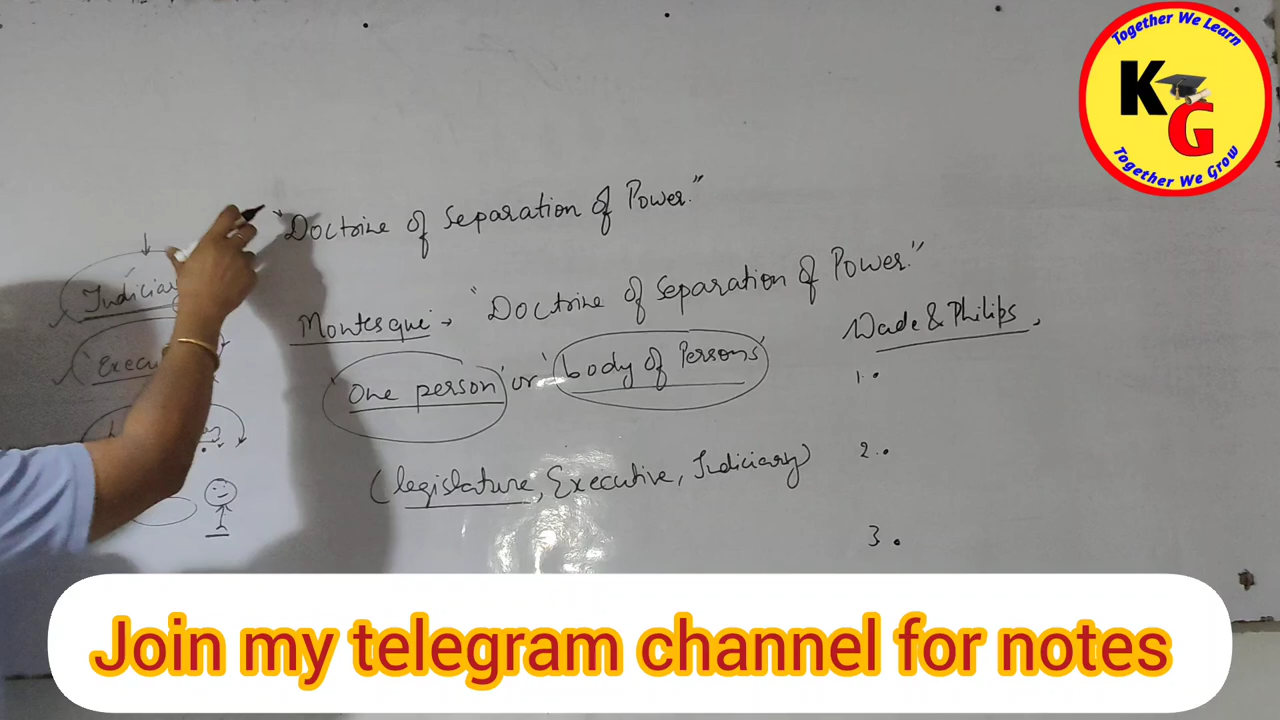 Together We Learn
KG
Together We Grow
"Doctrine of Separation of Power."
Judiciary
Montesque → "Doctrine of Separation of Power."
Wade & Philips,
'One person' or 'body of Persons'
1.
(legislature, Executive, Judiciary)
2.
3.
Join my telegram channel for notes